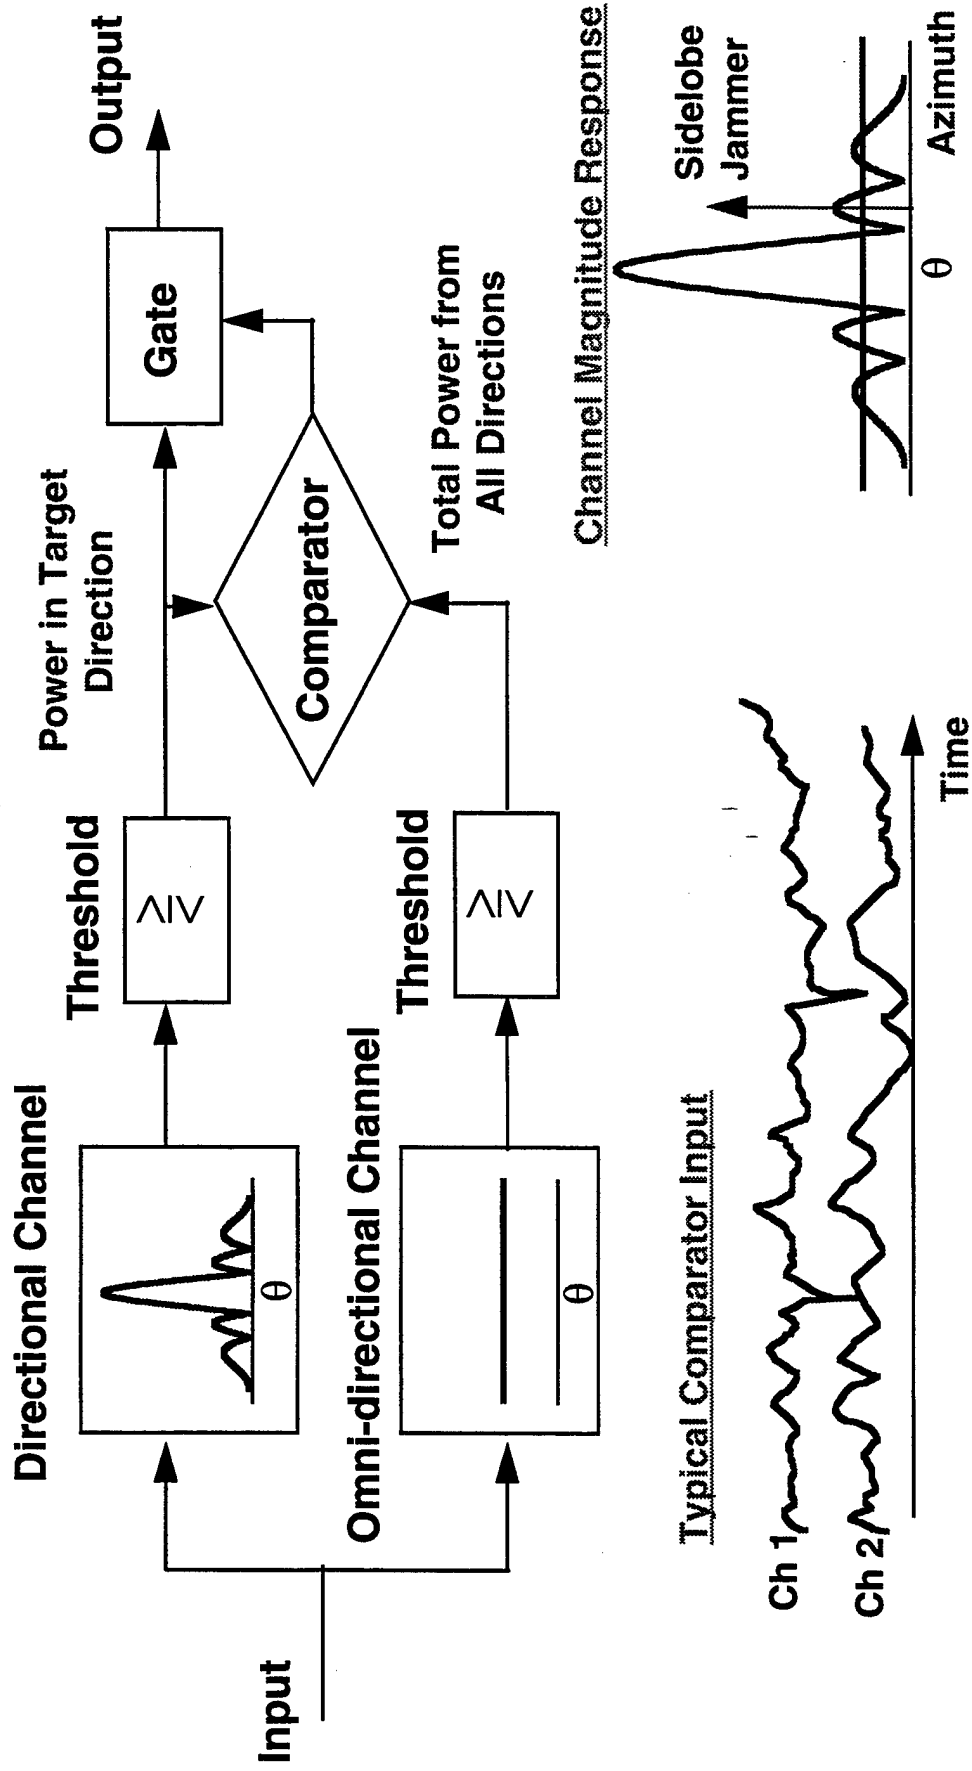 Input
Directional Channel
θ
Omni-directional Channel
θ
Threshold
≥
Threshold
≥
Power in Target
Direction
Comparator
Total Power from
All Directions
Gate
Output
Typical Comparator Input
Ch 1
Ch 2
Time
Channel Magnitude Response
Sidelobe
Jammer
θ
Azimuth